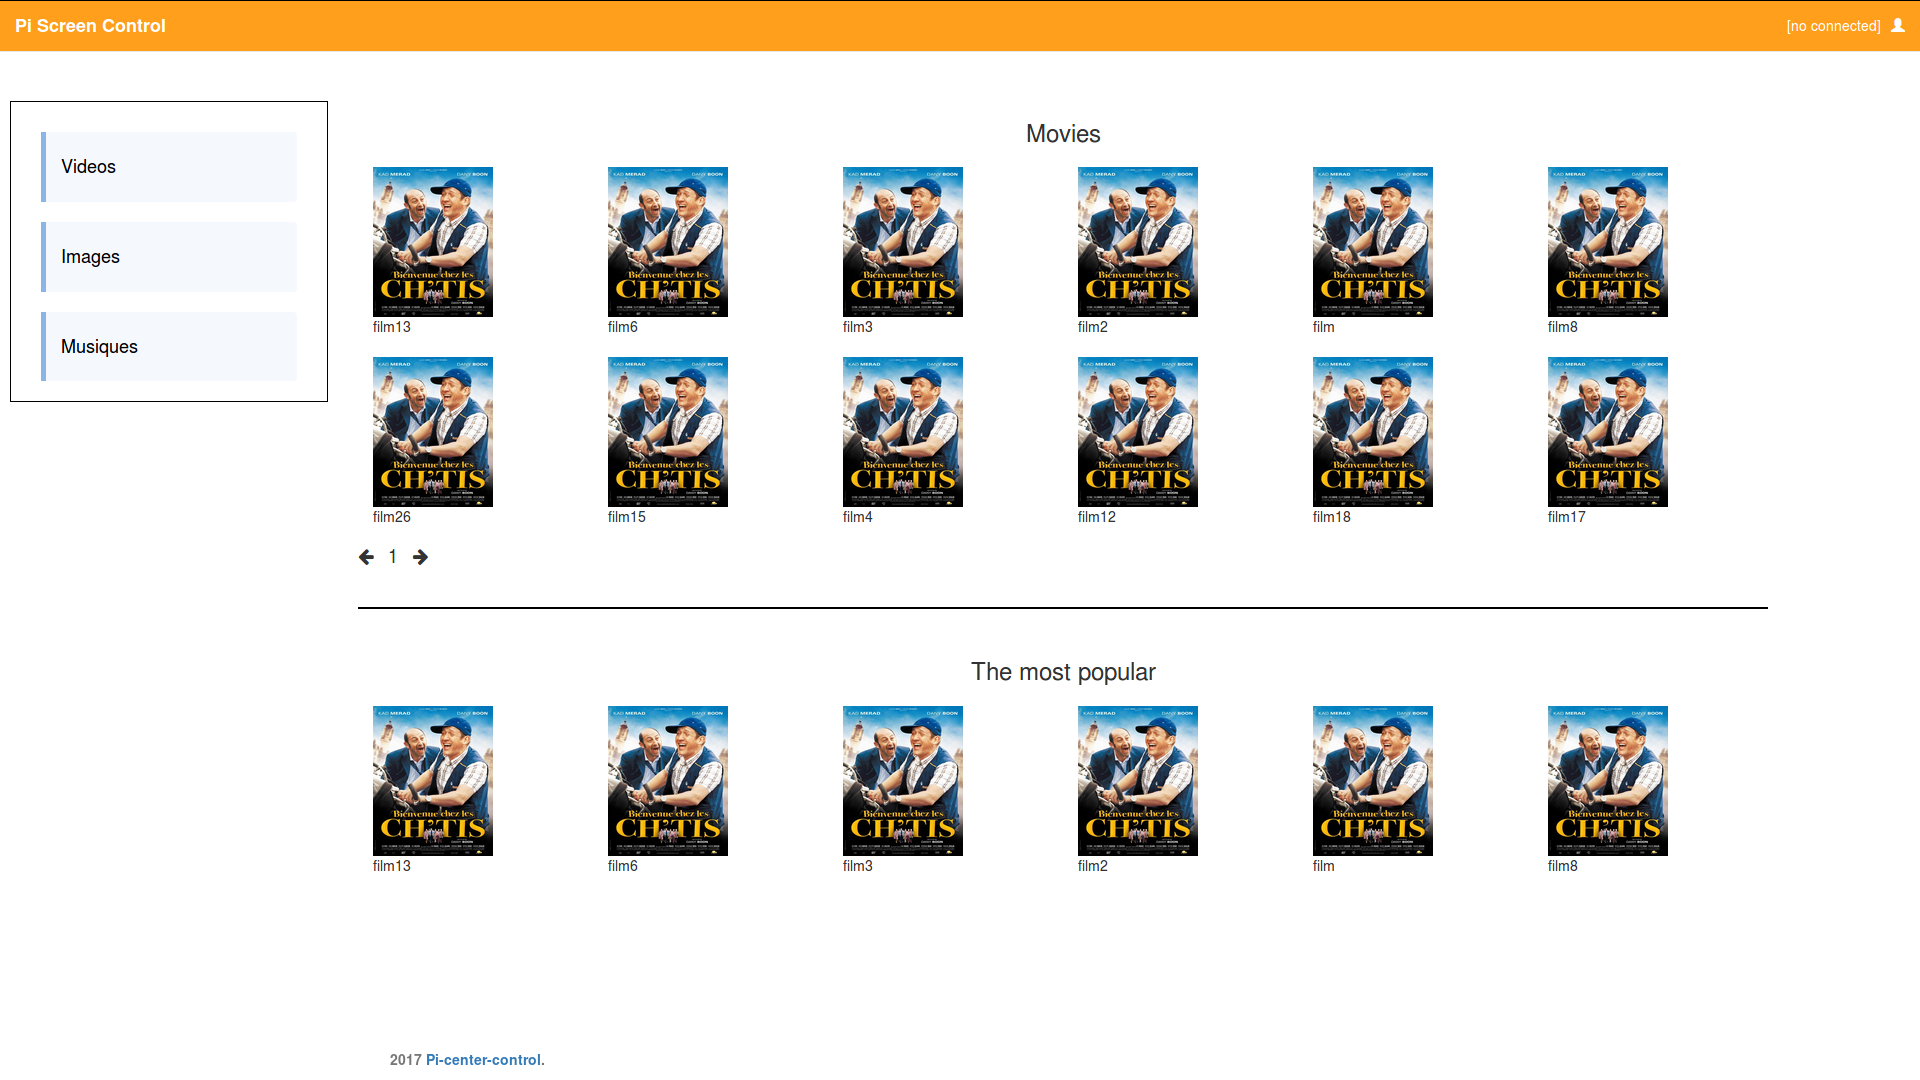 Pi Screen Control
[no connected]
Videos
Images
Musiques
Movies
KAD MERAD DANY BOON KAD MERAD DANY BOON KAD MERAD DANY BOON KAD MERAD DANY BOON KAD MERAD DANY BOON KAD MERAD DANY BOON
Bienvenue chez les Bienvenue chez les Bienvenue chez les Bienvenue chez les Bienvenue chez les Bienvenue chez les
CH'TIS CH'TIS CH'TIS CH'TIS CH'TIS CH'TIS
film13 film6 film3 film2 film film8
KAD MERAD DANY BOON KAD MERAD DANY BOON KAD MERAD DANY BOON KAD MERAD DANY BOON KAD MERAD DANY BOON KAD MERAD DANY BOON
Bienvenue chez les Bienvenue chez les Bienvenue chez les Bienvenue chez les Bienvenue chez les Bienvenue chez les
CH'TIS CH'TIS CH'TIS CH'TIS CH'TIS CH'TIS
film26 film15 film4 film12 film18 film17
1
The most popular
KAD MERAD DANY BOON KAD MERAD DANY BOON KAD MERAD DANY BOON KAD MERAD DANY BOON KAD MERAD DANY BOON KAD MERAD DANY BOON
Bienvenue chez les Bienvenue chez les Bienvenue chez les Bienvenue chez les Bienvenue chez les Bienvenue chez les
CH'TIS CH'TIS CH'TIS CH'TIS CH'TIS CH'TIS
film13 film6 film3 film2 film film8
2017 Pi-center-control.